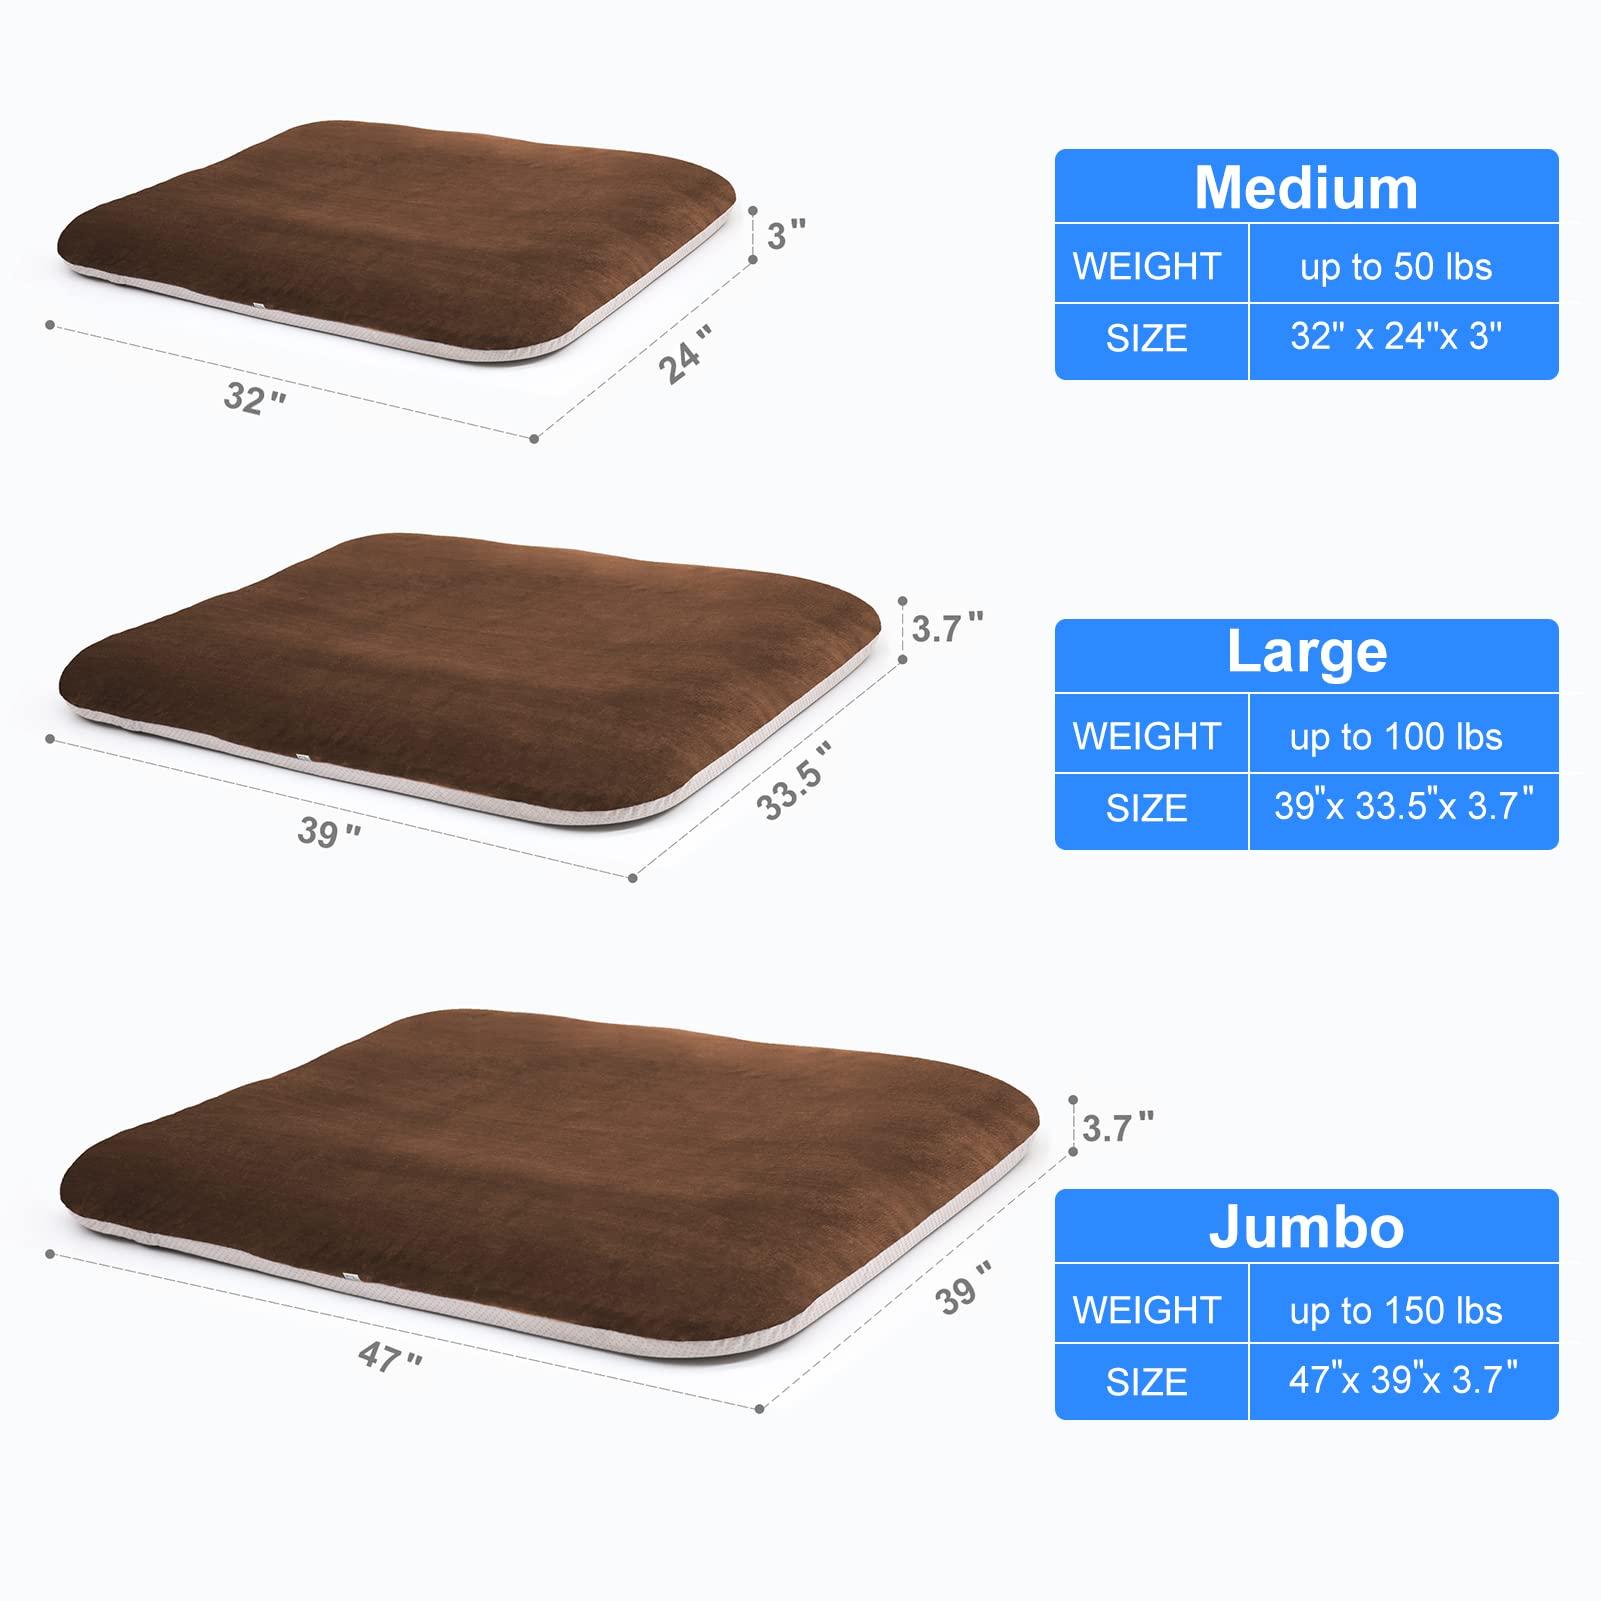 Medium
3"
WEIGHT up to 50 lbs
24"
SIZE 32" x 24"x 3"
32"
Large
3.7"
WEIGHT up to 100 lbs
33.5"
SIZE 39"x 33.5"x 3.7"
39"
3.7"
Jumbo
39"
WEIGHT up to 150 lbs
47"
SIZE 47"x 39"x 3.7"